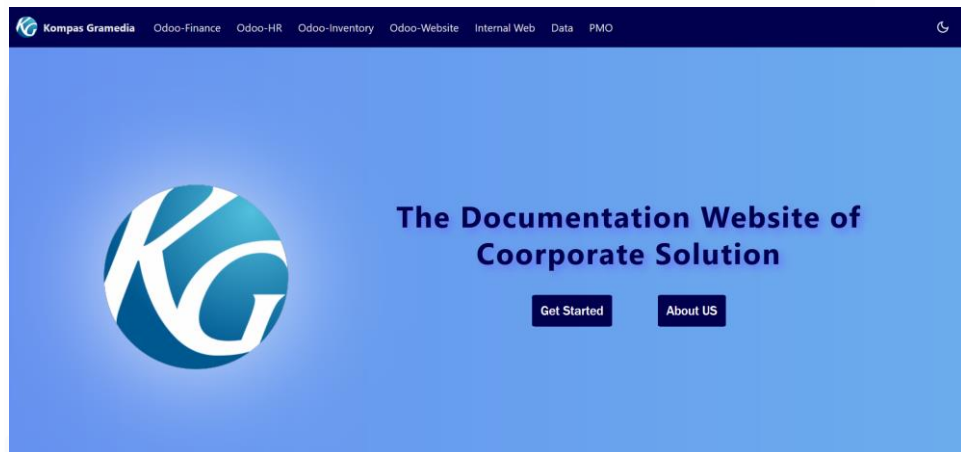 Kompas Gramedia Odoo-Finance Odoo-HR Odoo-Inventory Odoo-Website Internal Web Data PMO
KG
The Documentation Website of
Coorporate Solution
Get Started About US